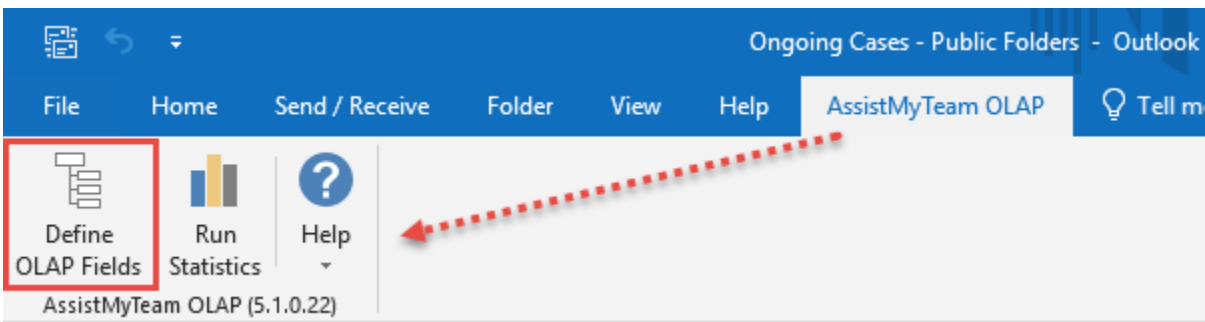 Ongoing Cases - Public Folders - Outlook
File Home Send / Receive Folder View Help AssistMyTeam OLAP Tell
Define Run Help
OLAP Fields Statistics
AssistMyTeam OLAP (5.1.0.22)